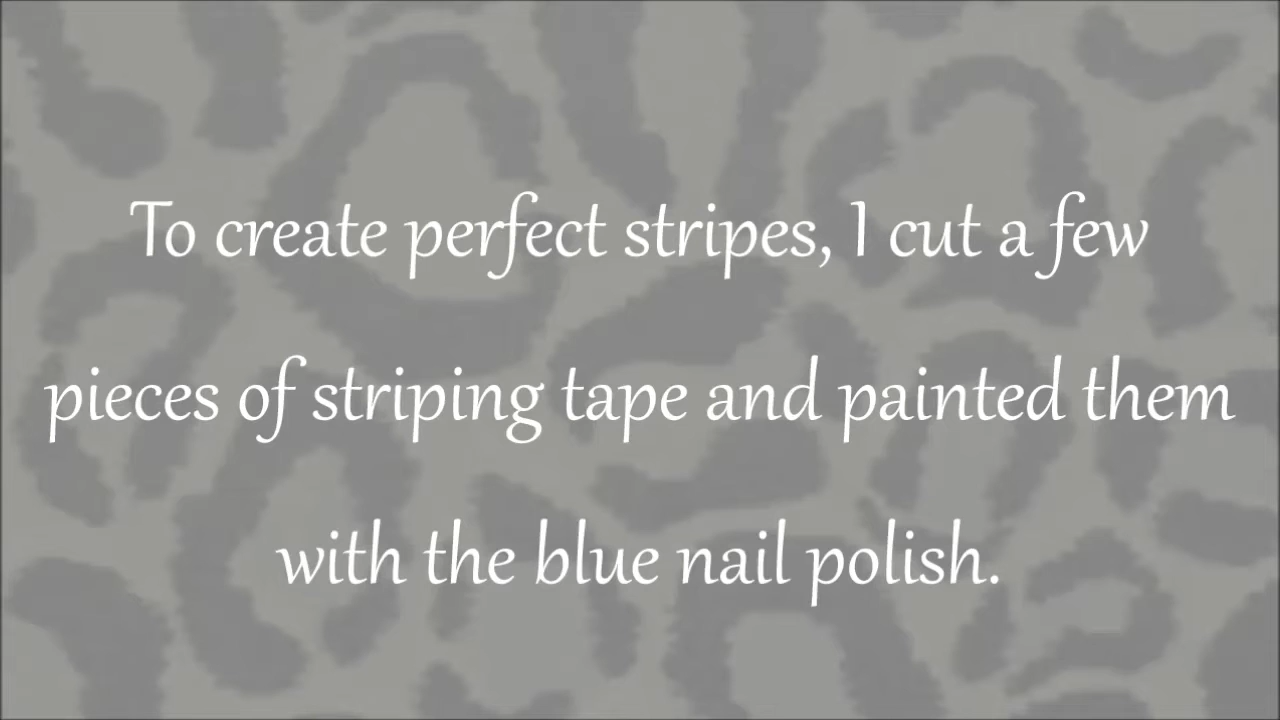 To create perfect stripes, I cut a few
pieces of striping tape and painted them
with the blue nail polish.